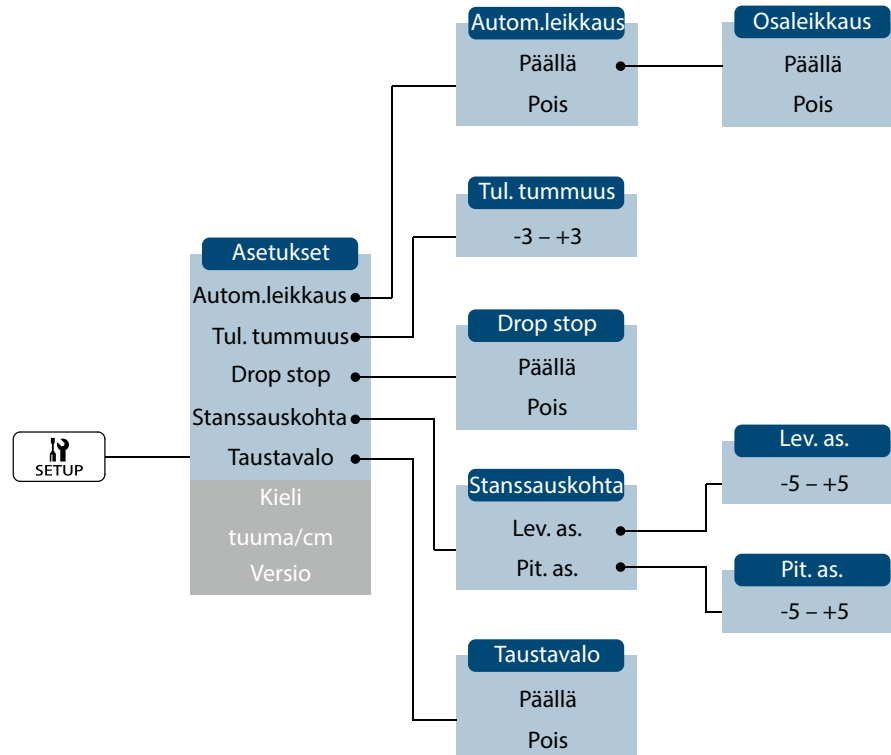 SETUP
Asetukset
Autom.leikkaus
Tul. tummuus
Drop stop
Stanssauskohta
Taustavalo
Kieli
tuuma/cm
Versio
Autom.leikkaus
Päällä
Pois
Osaleikkaus
Päällä
Pois
Tul. tummuus
-3 – +3
Drop stop
Päällä
Pois
Stanssauskohta
Lev. as.
Pit. as.
Lev. as.
-5 – +5
Pit. as.
-5 – +5
Taustavalo
Päällä
Pois